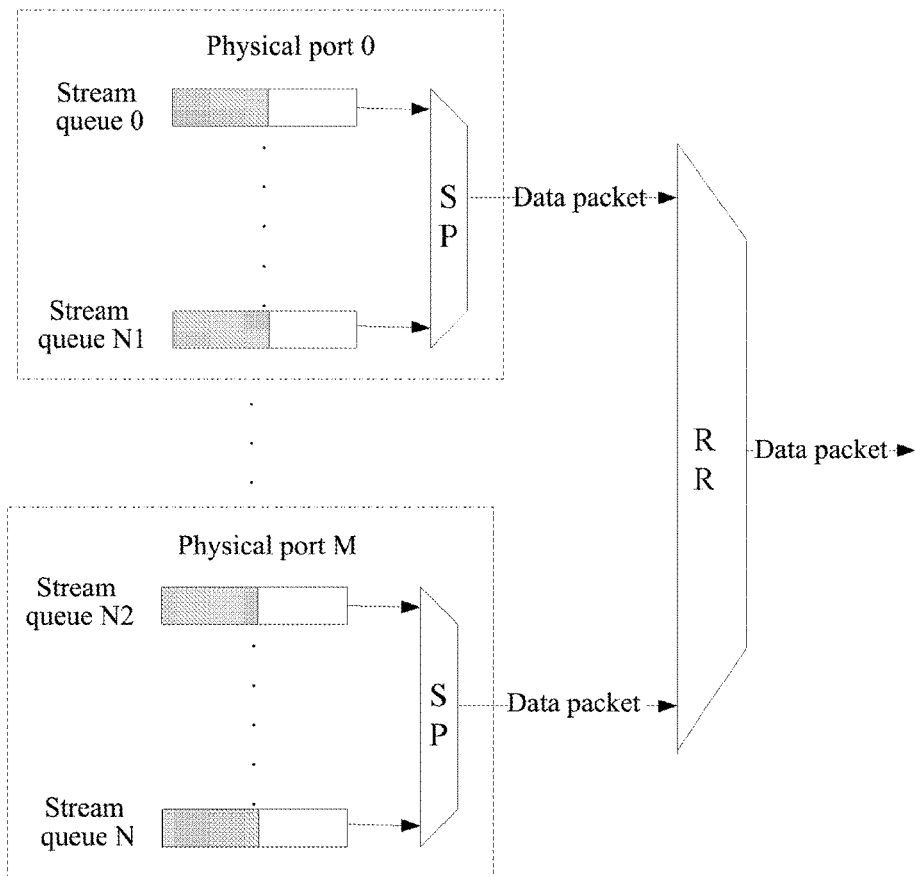 Physical port 0
Stream
queue 0
S
P
Data packet
Stream
queue N1
R
R
Data packet
Physical port M
Stream
queue N2
S
P
Data packet
Stream
queue N